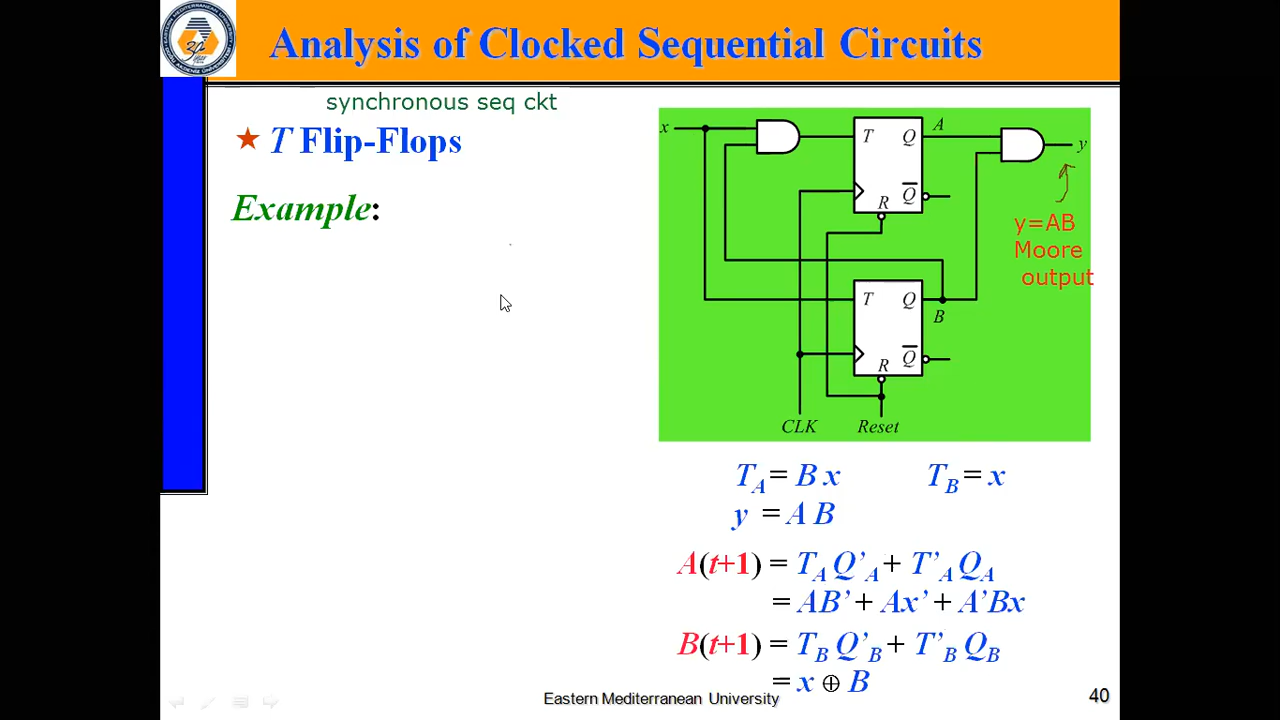 Analysis of Clocked Sequential Circuits
synchronous seq ckt
T Flip-Flops
Example:
x
T Q A
R Q̅
y
y=AB
Moore
output
T Q
B
R Q̅
CLK Reset
T_A = B x T_B = x
y = A B
A(t+1) = T_A Q’_A + T’_A Q_A
= AB’ + Ax’ + A’Bx
B(t+1) = T_B Q’_B + T’_B Q_B
= x ⊕ B
Eastern Mediterranean University
40